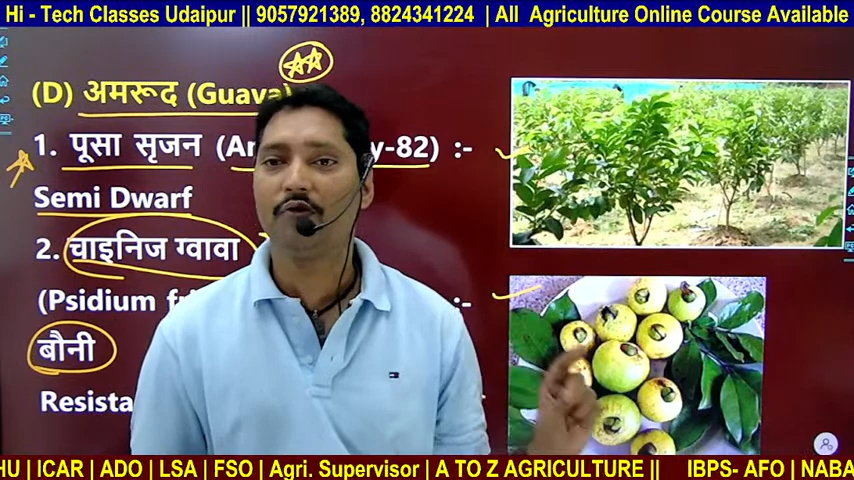 Hi - Tech Classes Udaipur || 9057921389, 8824341224 | All Agriculture Online Course Available
(D) अमरूद (Guava)
1. पूसा सृजन (An y-82) :-
Semi Dwarf
2. चाइनिज ग्वावा
(Psidium :-
बौनी
Resista
HU | ICAR | ADO | LSA | FSO | Agri. Supervisor | A TO Z AGRICULTURE || IBPS- AFO | NABA